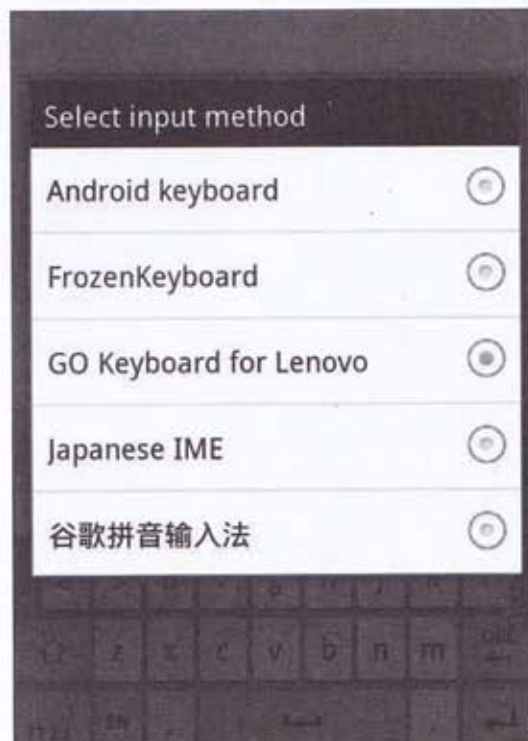 Select input method
Android keyboard
FrozenKeyboard
GO Keyboard for Lenovo
Japanese IME
谷歌拼音输入法
z x c v b n m
EN